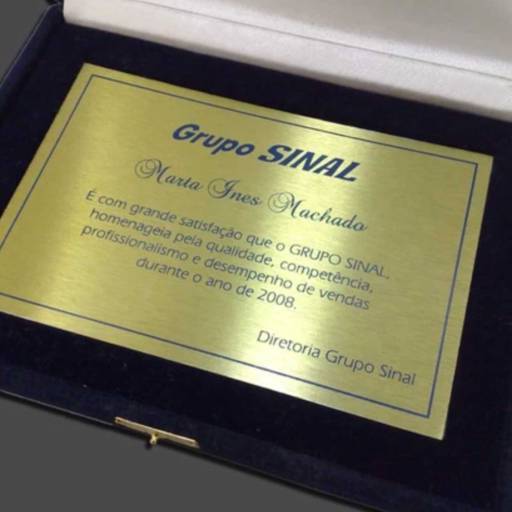 Grupo SINAL
Marta Ines Machado
É com grande satisfação que o GRUPO SINAL,
homenageia pela qualidade, competência,
profissionalismo e desempenho de vendas
durante o ano de 2008.
Diretoria Grupo Sinal